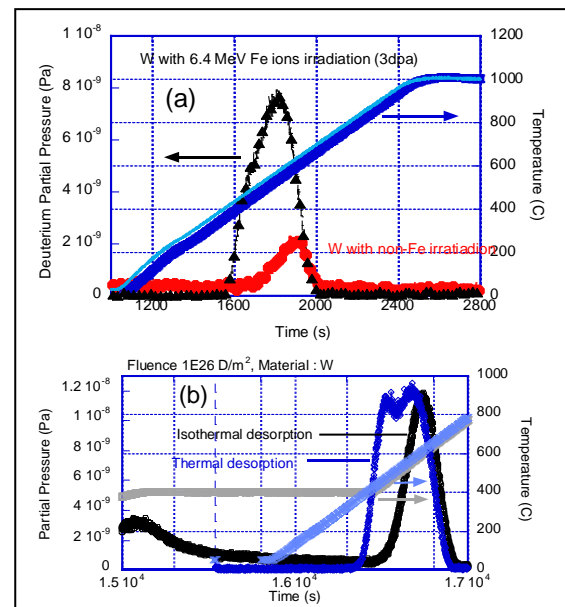 W with 6.4 MeV Fe ions irradiation (3dpa)
(a)
W with non-Fe irratiadion
Deuterium Partial Pressure (Pa)
1 10-8
8 10-9
6 10-9
4 10-9
2 10-9
0
Temperature (C)
1200
1000
800
600
400
200
0
1200 1600 2000 2400 2800
Time (s)
Fluence 1E26 D/m2, Material : W
(b)
Isothermal desorption
Thermal desorption
Partial Pressure (Pa)
1.2 10-8
1 10-8
8 10-9
6 10-9
4 10-9
2 10-9
0
Temperature (C)
1000
800
600
400
200
0
1.5 104 1.6 104 1.7 104
Time (s)